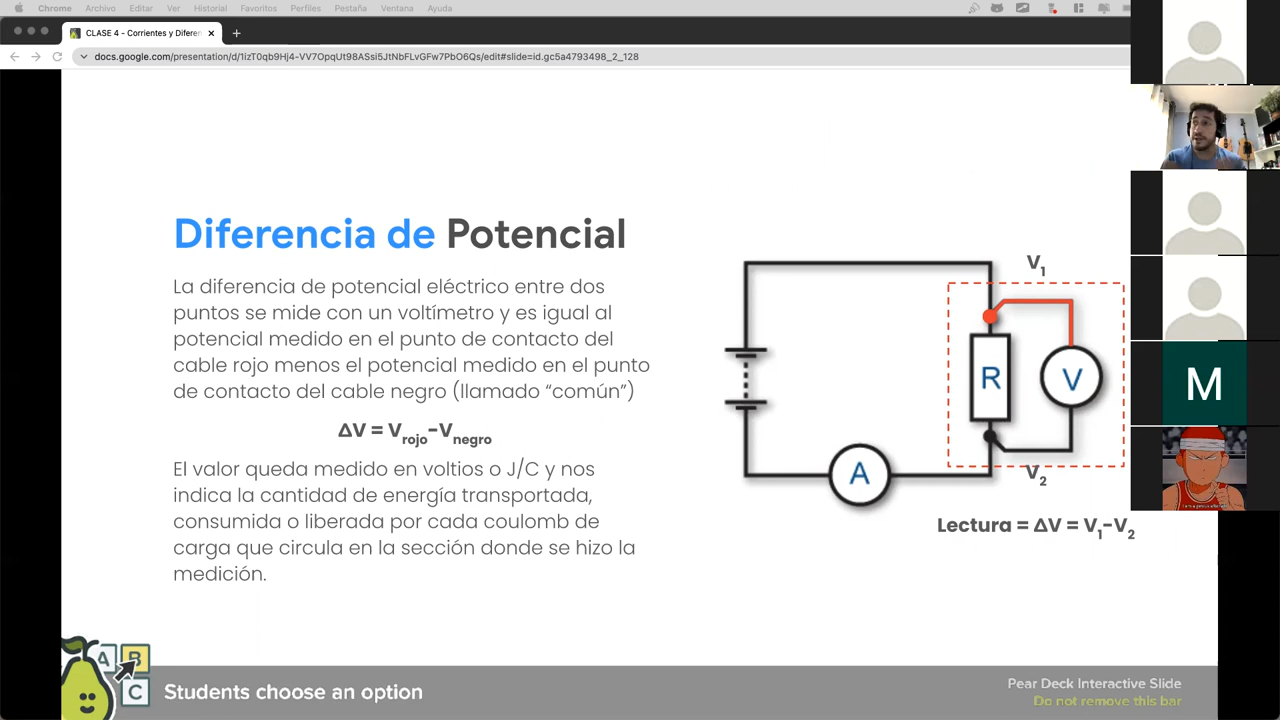 Chrome Archivo Editar Ver Historial Favoritos Perfiles Pestaña Ventana Ayuda
CLASE 4 - Corrientes y Diferen
docs.google.com/presentation/d/1izT0qb9Hj4-VV7OpqUt98ASsi5JtNbFLvGFw7PbO6Qs/edit#slide=id.gc5a4793498_2_128
Diferencia de Potencial
La diferencia de potencial eléctrico entre dos
puntos se mide con un voltímetro y es igual al
potencial medido en el punto de contacto del
cable rojo menos el potencial medido en el punto
de contacto del cable negro (llamado “común”)
ΔV = Vrojo-Vnegro
El valor queda medido en voltios o J/C y nos
indica la cantidad de energía transportada,
consumida o liberada por cada coulomb de
carga que circula en la sección donde se hizo la
medición.
V1
R
V
A
V2
Lectura = ΔV = V1-V2
M
A B
C
Students choose an option
Pear Deck Interactive Slide
Do not remove this bar